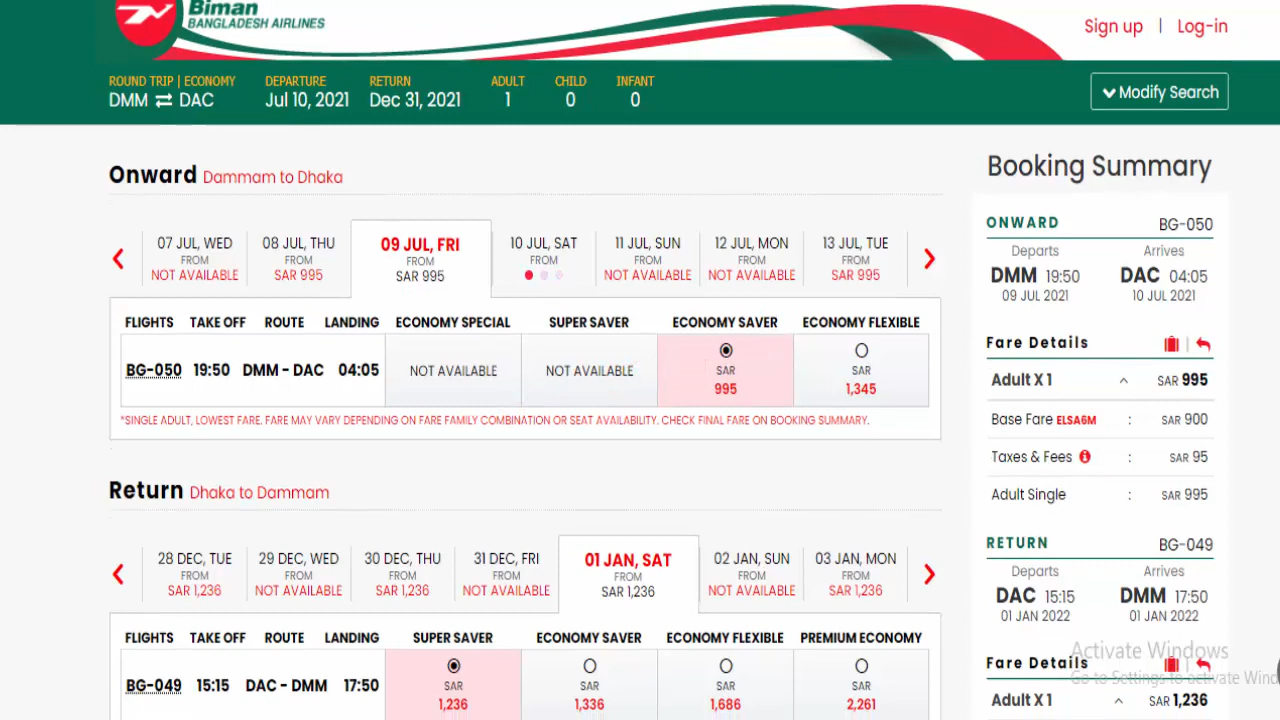 Biman
BANGLADESH AIRLINES
Sign up | Log-in
ROUND TRIP | ECONOMY DEPARTURE RETURN ADULT CHILD INFANT
DMM ⇄ DAC Jul 10, 2021 Dec 31, 2021 1 0 0
Modify Search
Onward Dammam to Dhaka
07 JUL, WED 08 JUL, THU 09 JUL, FRI 10 JUL, SAT 11 JUL, SUN 12 JUL, MON 13 JUL, TUE
FROM FROM FROM FROM FROM FROM FROM
NOT AVAILABLE SAR 995 SAR 995 NOT AVAILABLE NOT AVAILABLE SAR 995
FLIGHTS TAKE OFF ROUTE LANDING ECONOMY SPECIAL SUPER SAVER ECONOMY SAVER ECONOMY FLEXIBLE
BG-050 19:50 DMM - DAC 04:05 NOT AVAILABLE NOT AVAILABLE SAR 995 SAR 1,345
*SINGLE ADULT, LOWEST FARE. FARE MAY VARY DEPENDING ON FARE FAMILY COMBINATION OR SEAT AVAILABILITY. CHECK FINAL FARE ON BOOKING SUMMARY.
Return Dhaka to Dammam
28 DEC, TUE 29 DEC, WED 30 DEC, THU 31 DEC, FRI 01 JAN, SAT 02 JAN, SUN 03 JAN, MON
FROM FROM FROM FROM FROM FROM FROM
SAR 1,236 NOT AVAILABLE SAR 1,236 NOT AVAILABLE SAR 1,236 NOT AVAILABLE SAR 1,236
FLIGHTS TAKE OFF ROUTE LANDING SUPER SAVER ECONOMY SAVER ECONOMY FLEXIBLE PREMIUM ECONOMY
BG-049 15:15 DAC - DMM 17:50 SAR 1,236 SAR 1,336 SAR 1,686 SAR 2,261
Booking Summary
ONWARD BG-050
Departs Arrives
DMM 19:50 DAC 04:05
09 JUL 2021 10 JUL 2021
Fare Details
Adult X 1 SAR 995
Base Fare ELSA6M : SAR 900
Taxes & Fees : SAR 95
Adult Single : SAR 995
RETURN BG-049
Departs Arrives
DAC 15:15 DMM 17:50
01 JAN 2022 01 JAN 2022
Activate Windows
Fare Details
Go to Settings to activate Wind
Adult X 1 SAR 1,236